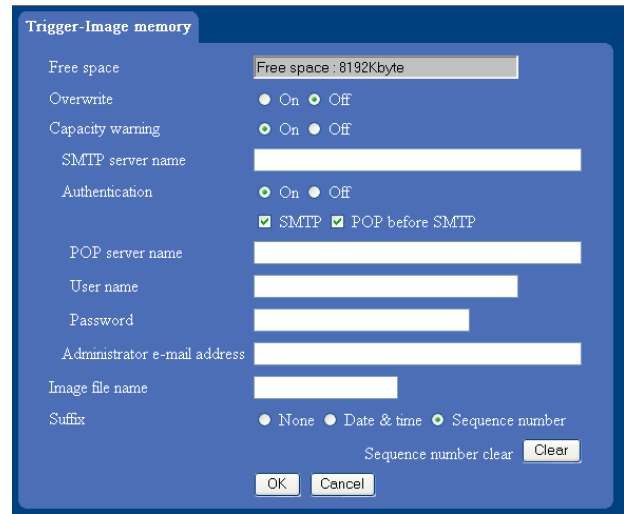 Trigger-Image memory
Free space Free space : 8192Kbyte
Overwrite On Off
Capacity warning On Off
SMTP server name
Authentication On Off
SMTP POP before SMTP
POP server name
User name
Password
Administrator e-mail address
Image file name
Suffix None Date & time Sequence number
Sequence number clear Clear
OK Cancel